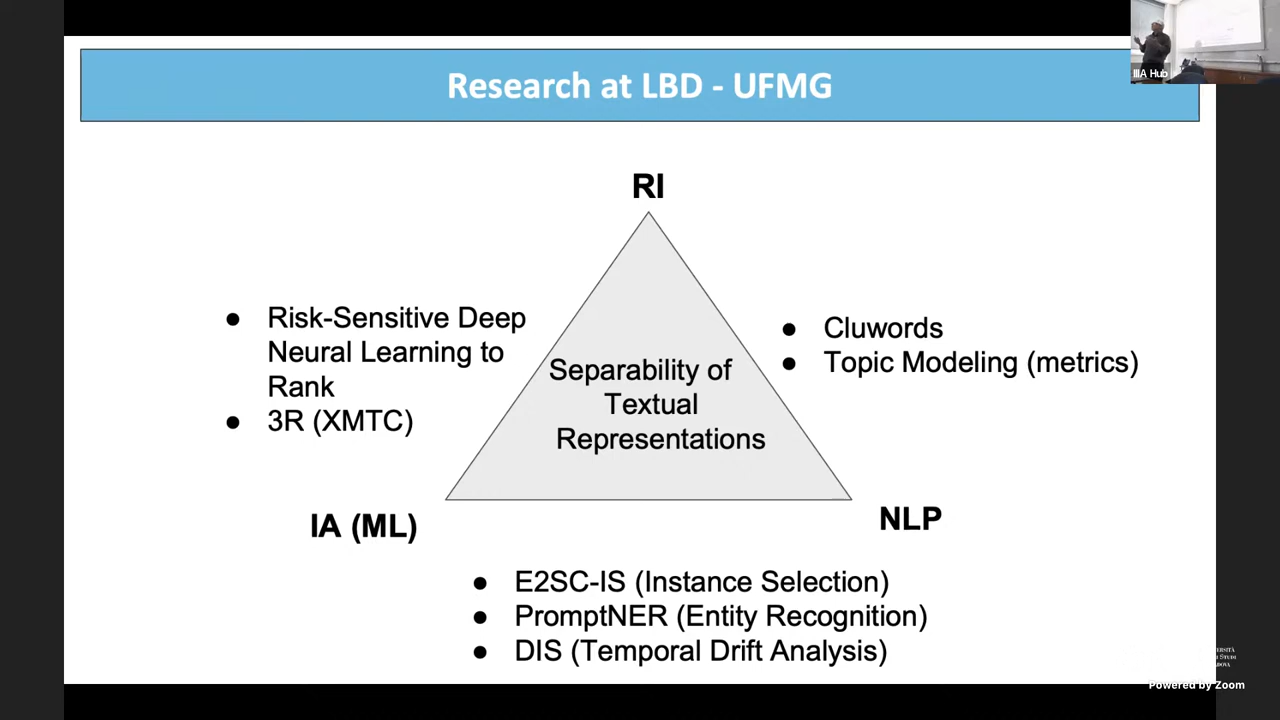 IIIA Hub
Research at LBD - UFMG
RI
● Risk-Sensitive Deep
Neural Learning to
Rank
● 3R (XMTC)
Separability of
Textual
Representations
● Cluwords
● Topic Modeling (metrics)
IA (ML)
NLP
● E2SC-IS (Instance Selection)
● PromptNER (Entity Recognition)
● DIS (Temporal Drift Analysis)
Powered by Zoom